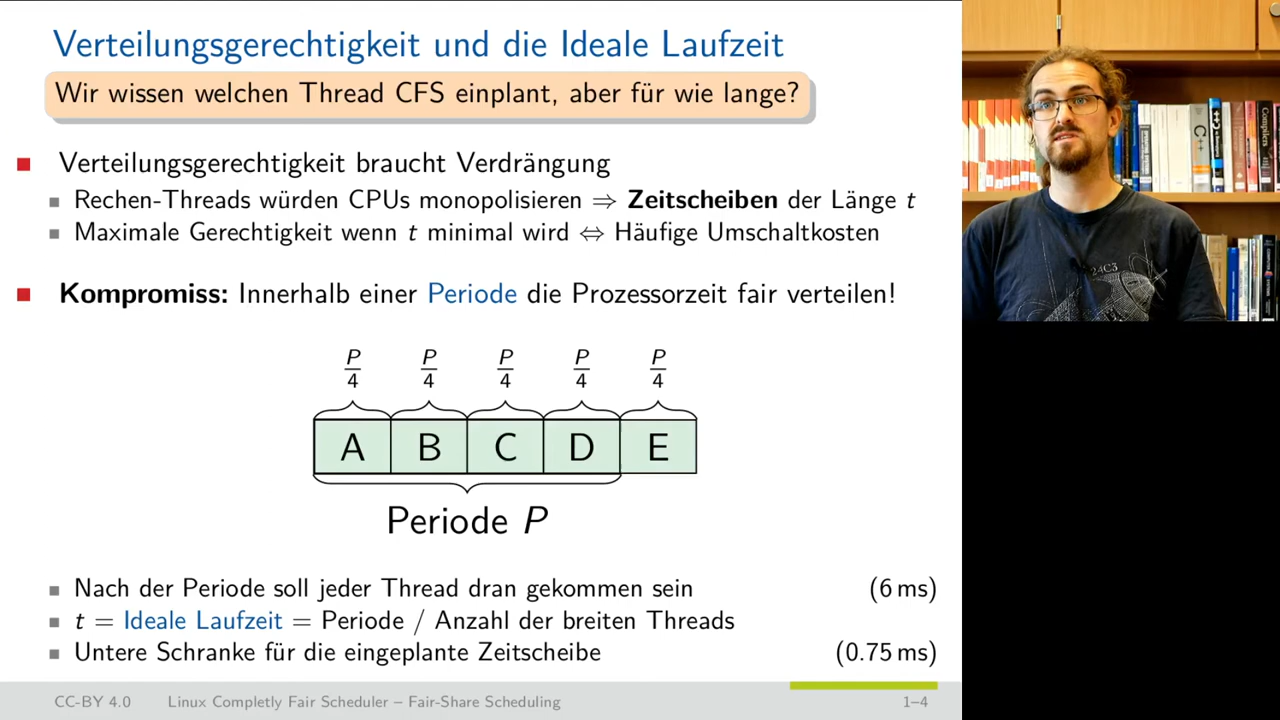 Verteilungsgerechtigkeit und die Ideale Laufzeit
Wir wissen welchen Thread CFS einplant, aber für wie lange?
Verteilungsgerechtigkeit braucht Verdrängung
Rechen-Threads würden CPUs monopolisieren ⇒ Zeitscheiben der Länge t
Maximale Gerechtigkeit wenn t minimal wird ⇔ Häufige Umschaltkosten
Kompromiss: Innerhalb einer Periode die Prozessorzeit fair verteilen!
P/4 P/4 P/4 P/4 P/4
A B C D E
Periode P
Nach der Periode soll jeder Thread dran gekommen sein (6 ms)
t = Ideale Laufzeit = Periode / Anzahl der breiten Threads
Untere Schranke für die eingeplante Zeitscheibe (0.75 ms)
CC-BY 4.0 Linux Completly Fair Scheduler – Fair-Share Scheduling 1–4
24C3
C++
Compilers